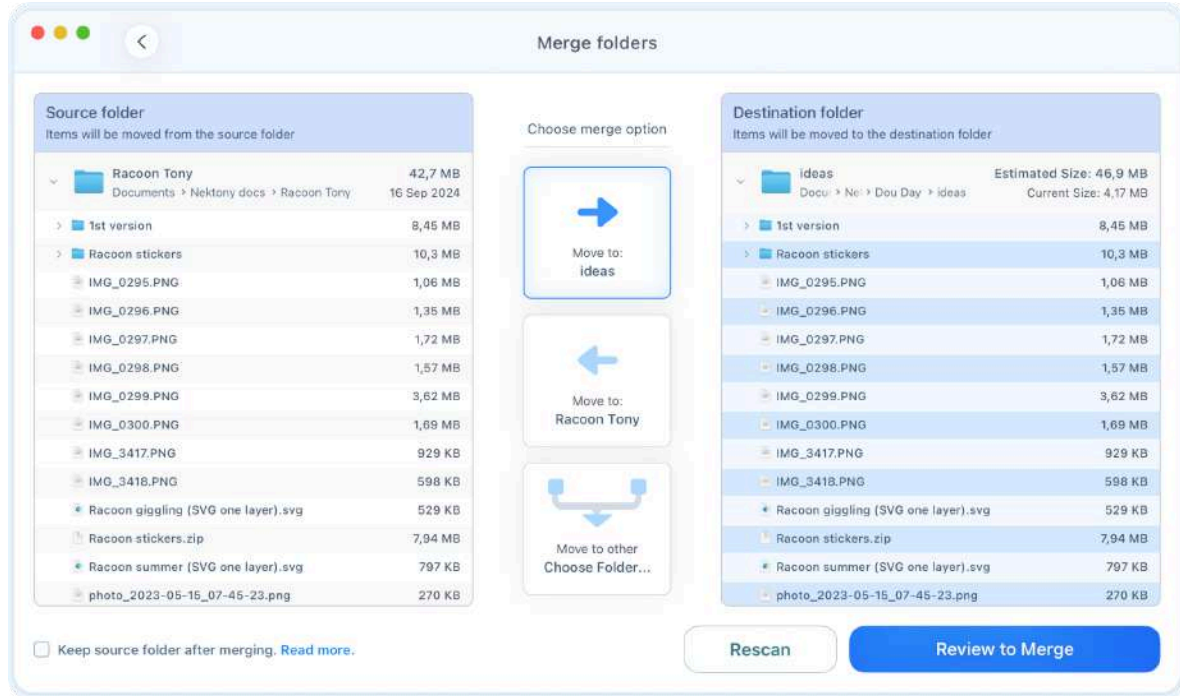 Merge folders
Source folder
Items will be moved from the source folder
Racoon Tony 42,7 MB
Documents > Nektony docs > Racoon Tony 16 Sep 2024
1st version 8,45 MB
Racoon stickers 10,3 MB
IMG_0295.PNG 1,06 MB
IMG_0296.PNG 1,35 MB
IMG_0297.PNG 1,72 MB
IMG_0298.PNG 1,57 MB
IMG_0299.PNG 3,62 MB
IMG_0300.PNG 1,69 MB
IMG_3417.PNG 929 KB
IMG_3418.PNG 598 KB
Racoon giggling (SVG one layer).svg 529 KB
Racoon stickers.zip 7,94 MB
Racoon summer (SVG one layer).svg 797 KB
photo_2023-05-15_07-45-23.png 270 KB
Choose merge option
Move to:
ideas
Move to:
Racoon Tony
Move to other
Choose Folder...
Destination folder
Items will be moved to the destination folder
ideas Estimated Size: 46,9 MB
Docu > Ne > Dou Day > ideas Current Size: 4,17 MB
1st version 8,45 MB
Racoon stickers 10,3 MB
IMG_0295.PNG 1,06 MB
IMG_0296.PNG 1,35 MB
IMG_0297.PNG 1,72 MB
IMG_0298.PNG 1,57 MB
IMG_0299.PNG 3,62 MB
IMG_0300.PNG 1,69 MB
IMG_3417.PNG 929 KB
IMG_3418.PNG 598 KB
Racoon giggling (SVG one layer).svg 529 KB
Racoon stickers.zip 7,94 MB
Racoon summer (SVG one layer).svg 797 KB
photo_2023-05-15_07-45-23.png 270 KB
Keep source folder after merging. Read more.
Rescan
Review to Merge